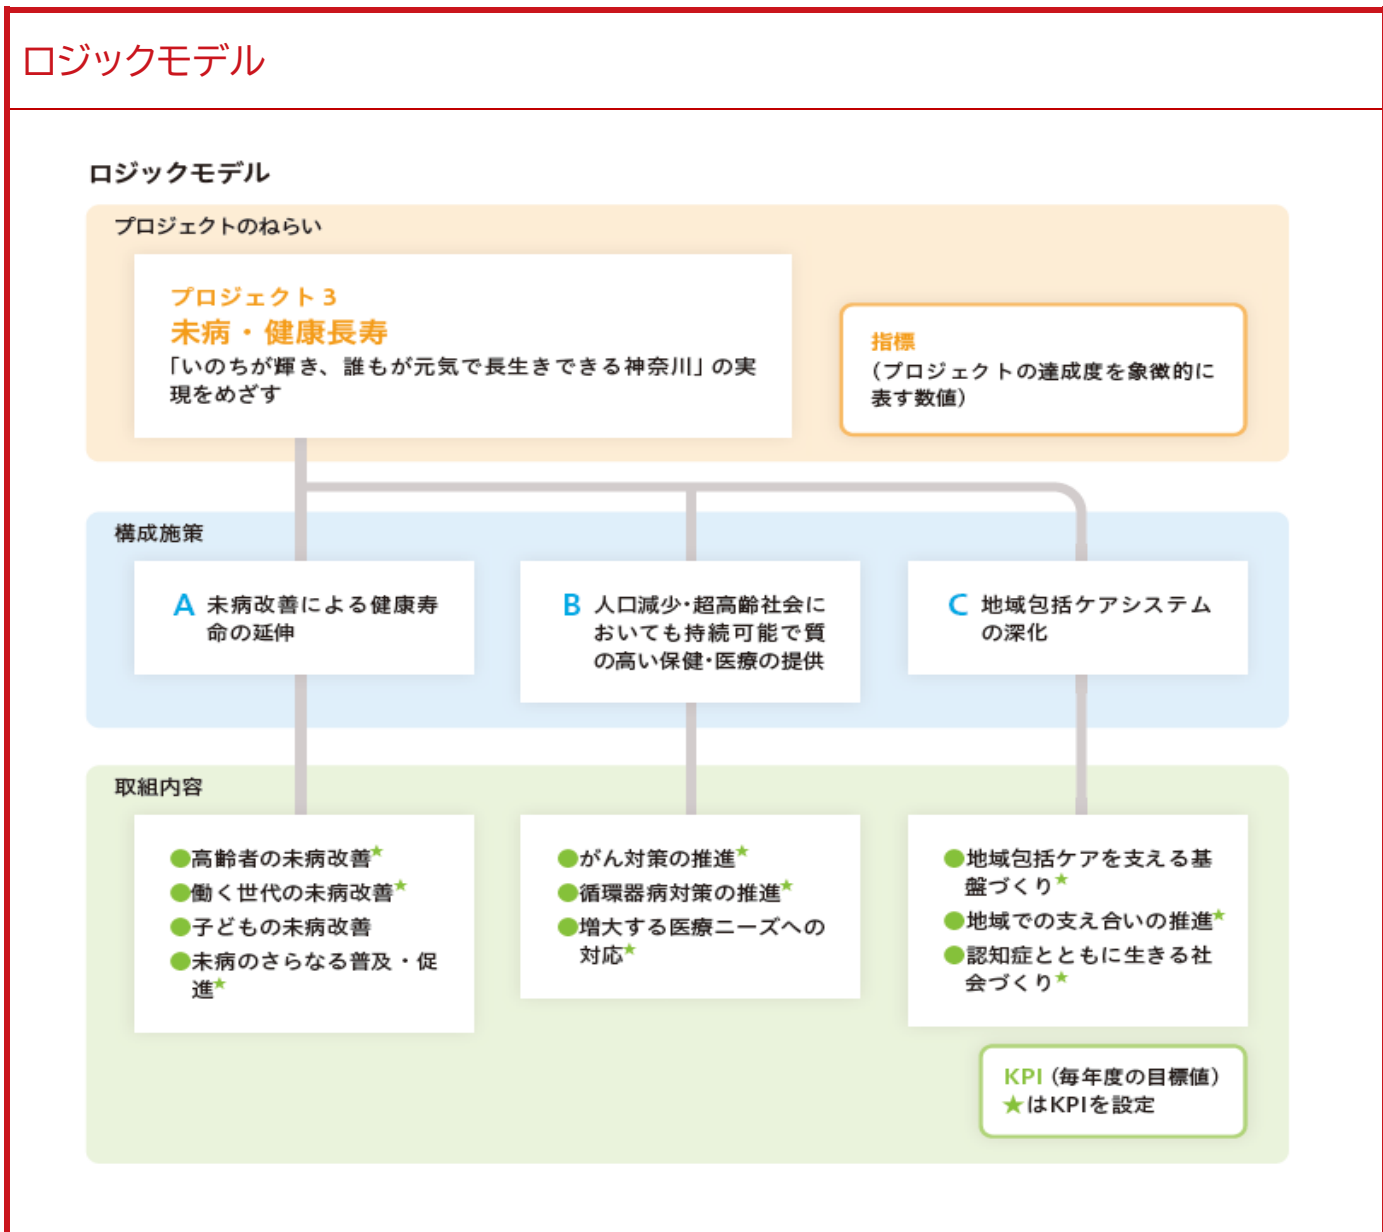 ロジックモデル
ロジックモデル
プロジェクトのねらい
プロジェクト 3
未病・健康長寿
「いのちが輝き、誰もが元気で長生きできる神奈川」の実
現をめざす
指標
（プロジェクトの達成度を象徴的に
表す数値）
構成施策
A 未病改善による健康寿
命の延伸
B 人口減少・超高齢社会に
おいても持続可能で質
の高い保健・医療の提供
C 地域包括ケアシステム
の深化
取組内容
●高齢者の未病改善★
●働く世代の未病改善★
●子どもの未病改善
●未病のさらなる普及・促
進★
●がん対策の推進★
●循環器病対策の推進★
●増大する医療ニーズへの
対応★
●地域包括ケアを支える基
盤づくり★
●地域での支え合いの推進★
●認知症とともに生きる社
会づくり★
KPI（毎年度の目標値）
★はKPIを設定